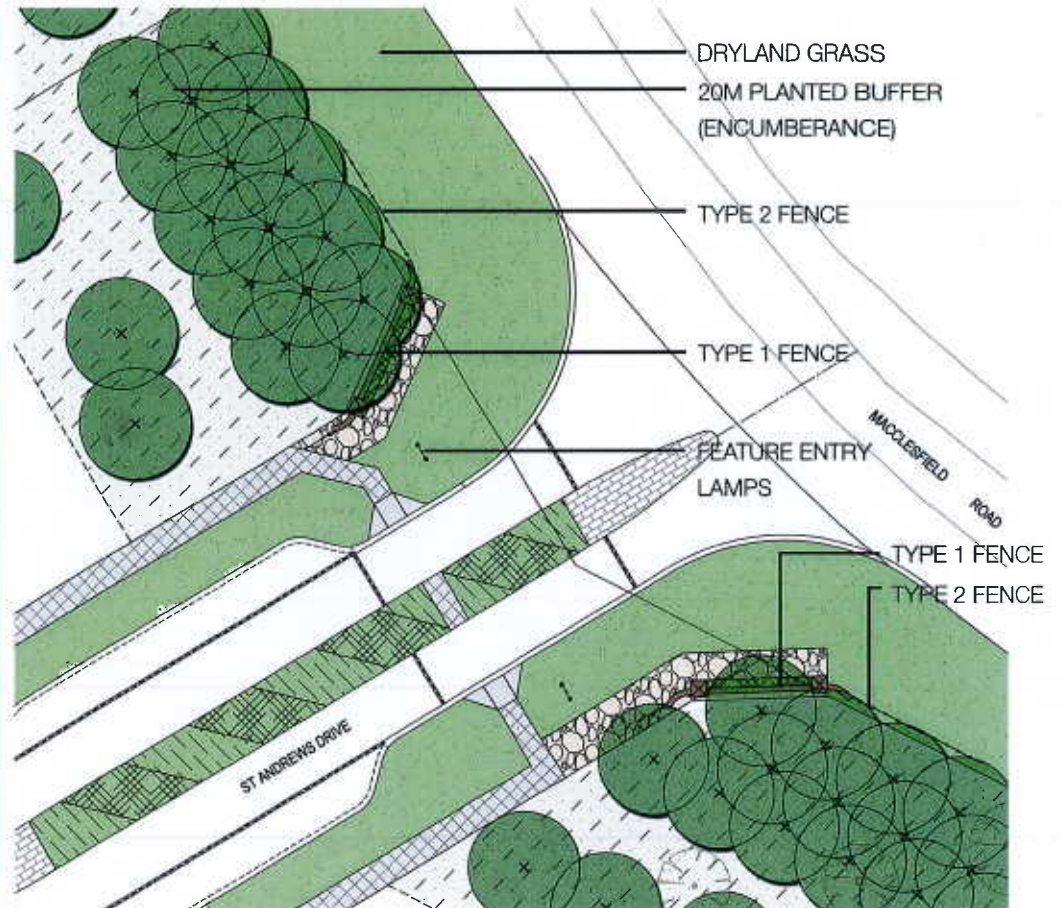 DRYLAND GRASS
20M PLANTED BUFFER
(ENCUMBERANCE)
TYPE 2 FENCE
TYPE 1 FENCE
MACCLESFIELD ROAD
FEATURE ENTRY
LAMPS
TYPE 1 FENCE
TYPE 2 FENCE
ST ANDREWS DRIVE